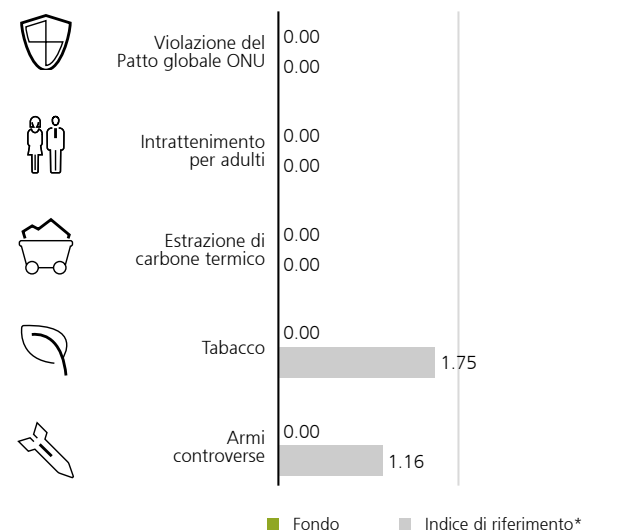 Violazione del
Patto globale ONU
0.00
0.00
Intrattenimento
per adulti
0.00
0.00
Estrazione di
carbone termico
0.00
0.00
Tabacco
0.00
1.75
Armi
controverse
0.00
1.16
Fondo Indice di riferimento*